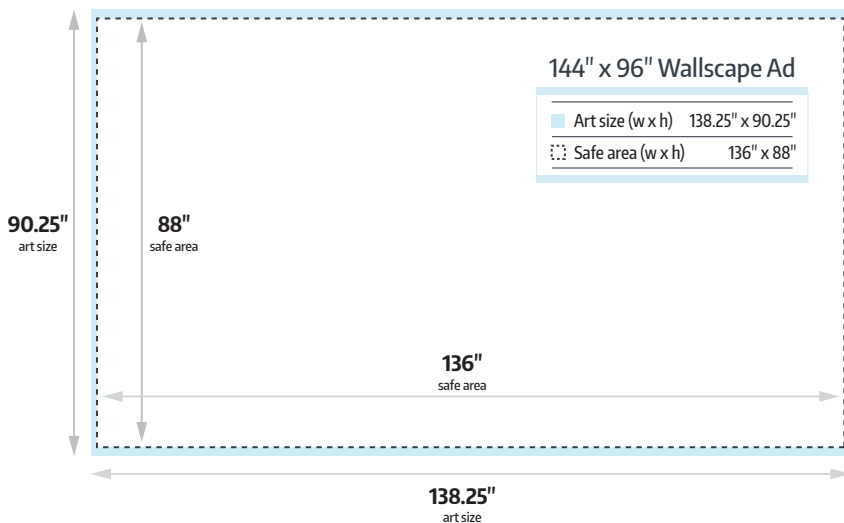 144" x 96" Wallscape Ad
Art size (w x h) 138.25" x 90.25"
Safe area (w x h) 136" x 88"
90.25"
art size
88"
safe area
136"
safe area
138.25"
art size